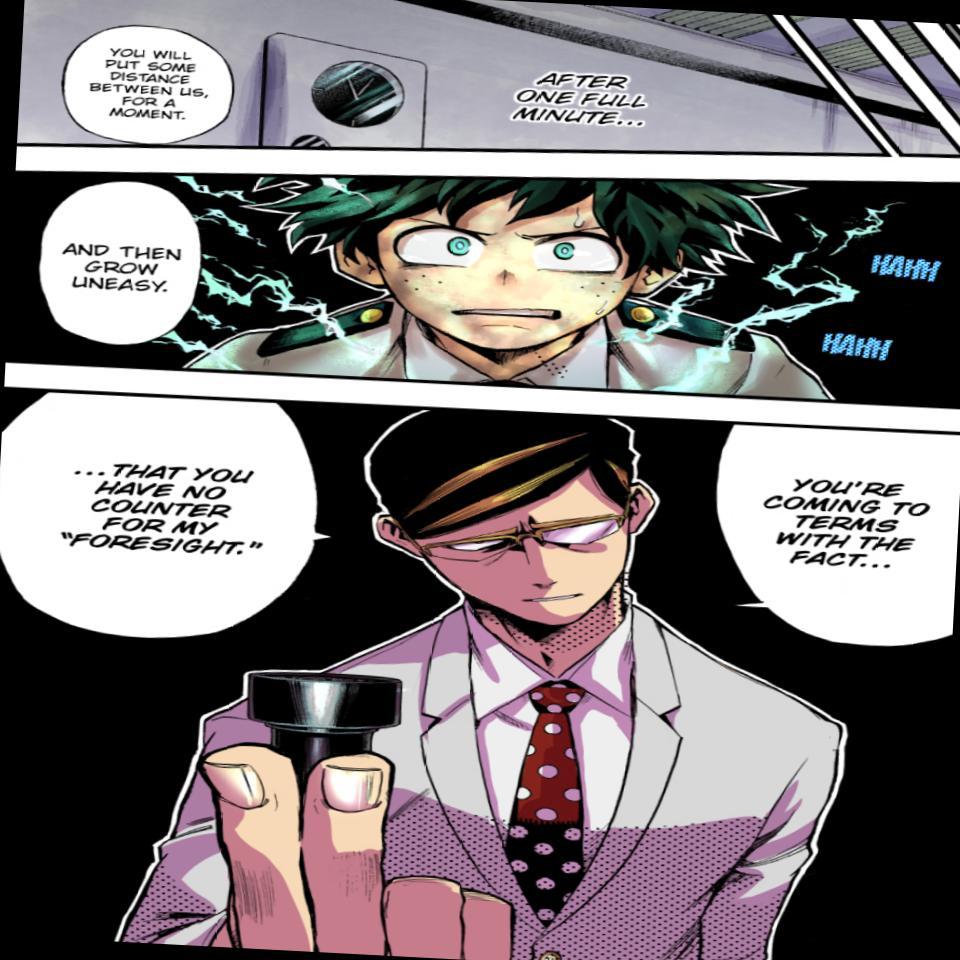 AFTER
ONE FULL
MINUTE...
YOU WILL
PUT SOME
DISTANCE
BETWEEN US,
FOR A
MOMENT.
HAHH
HAHH
AND THEN
GROW
UNEASY.
YOU'RE
COMING TO
TERMS
WITH THE
FACT...
...THAT YOU
HAVE NO
COUNTER
FOR MY
"FORESIGHT."